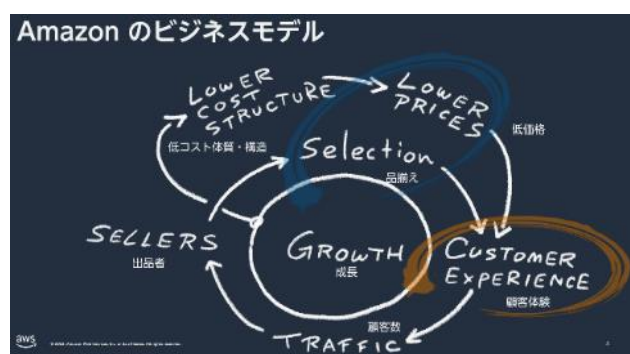 Amazon のビジネスモデル
LOWER
COST
STRUCTURE
低コスト体質・構造
LOWER
PRICES
低価格
Selection
品揃え
SELLERS
出品者
GROWTH
成長
CUSTOMER
EXPERIENCE
顧客体験
顧客数
TRAFFIC
aws